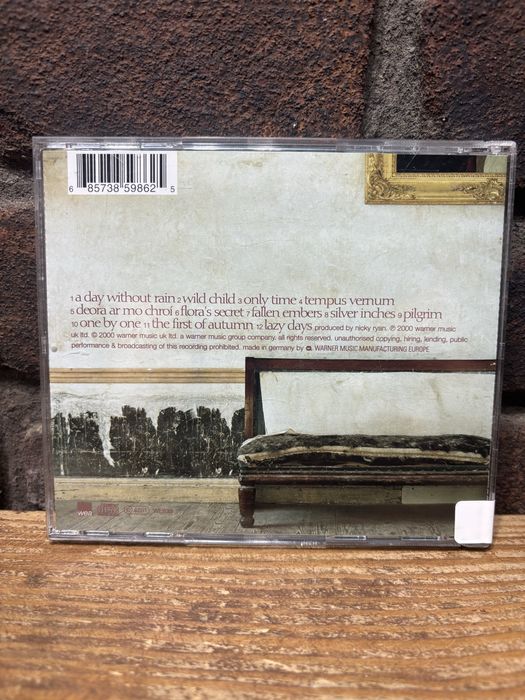 6 85738 59862 5
1 a day without rain 2 wild child 3 only time 4 tempus vernum
5 deora ar mo chroí 6 flora's secret 7 fallen embers 8 silver inches 9 pilgrim
10 one by one 11 the first of autumn 12 lazy days produced by nicky ryan. ℗ 2000 warner music
uk ltd. © 2000 warner music uk ltd. a warner music group company. all rights reserved. unauthorised copying, hiring, lending, public
performance & broadcasting of this recording prohibited. made in germany by WARNER MUSIC MANUFACTURING EUROPE
wea